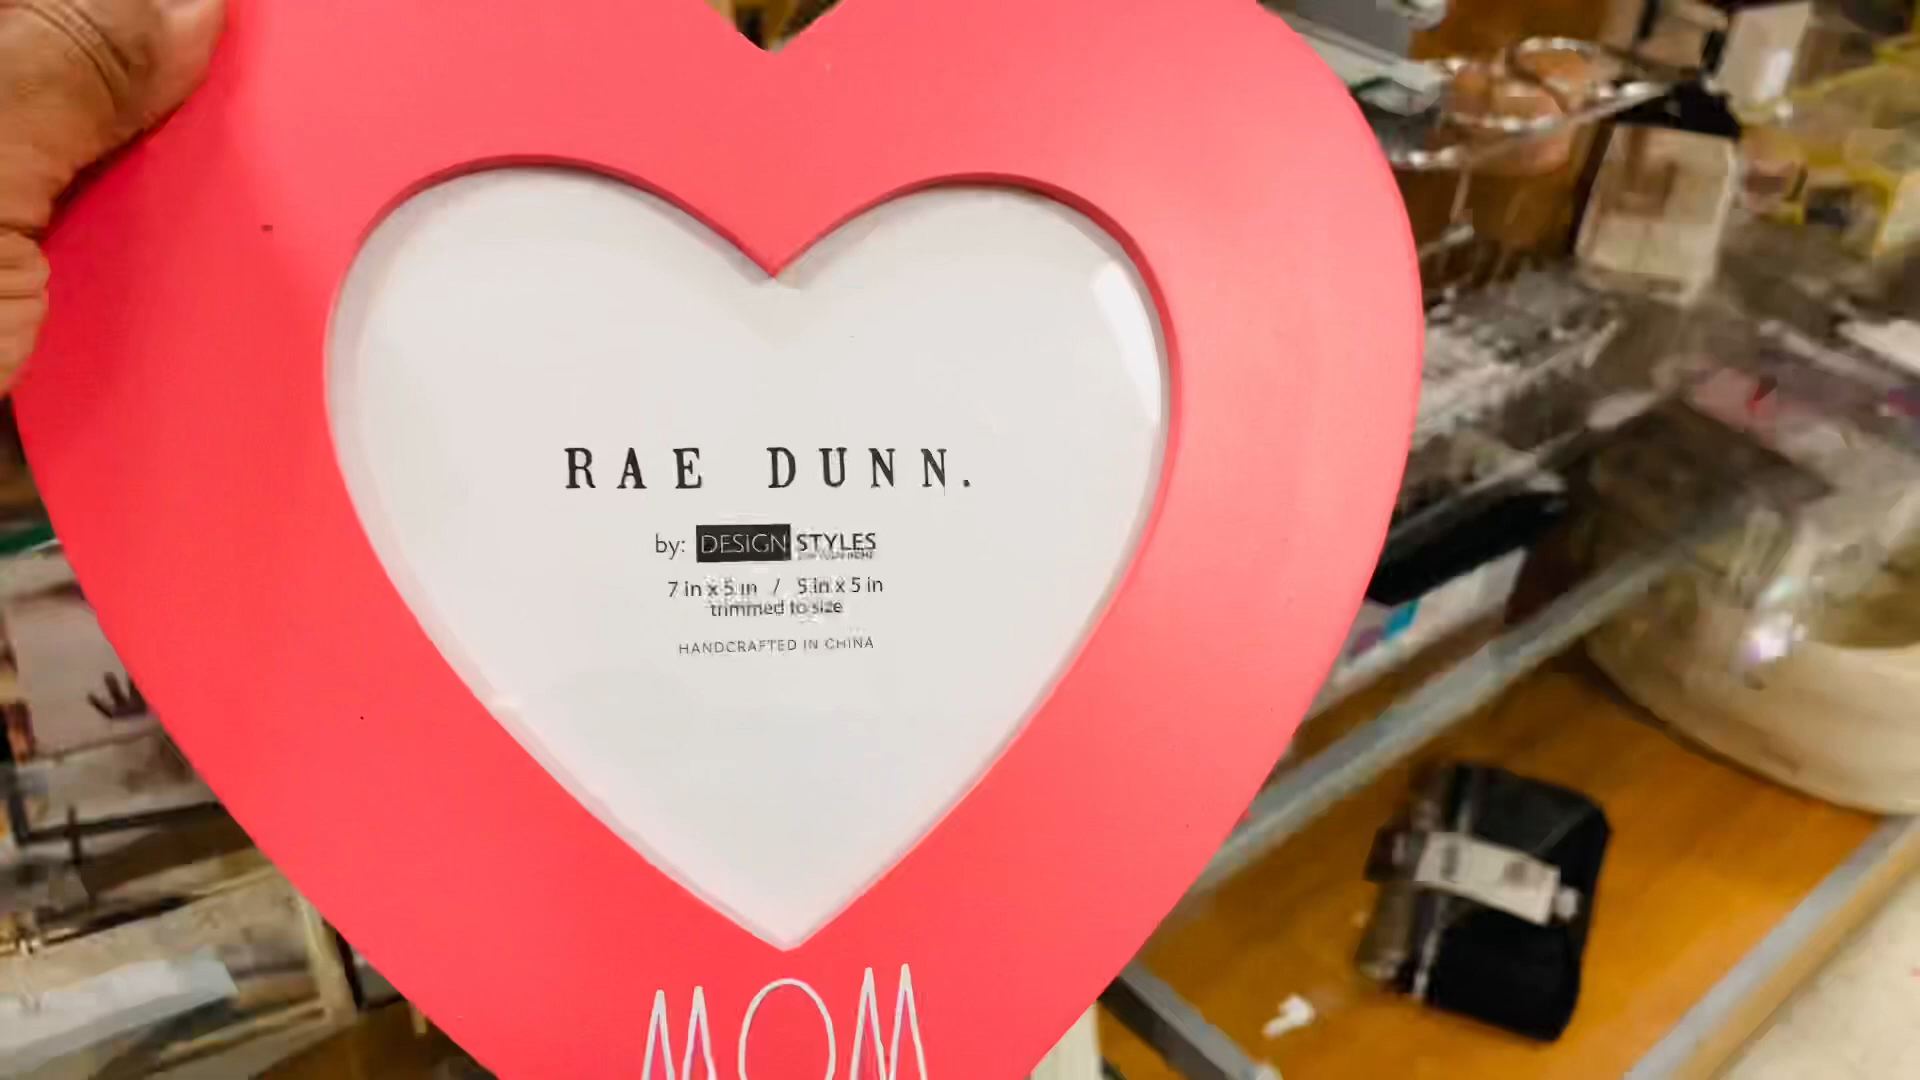 RAE DUNN.
by: DESIGN STYLES
7 in x 5 in / 5 in x 5 in
trimmed to size
HANDCRAFTED IN CHINA
MOM